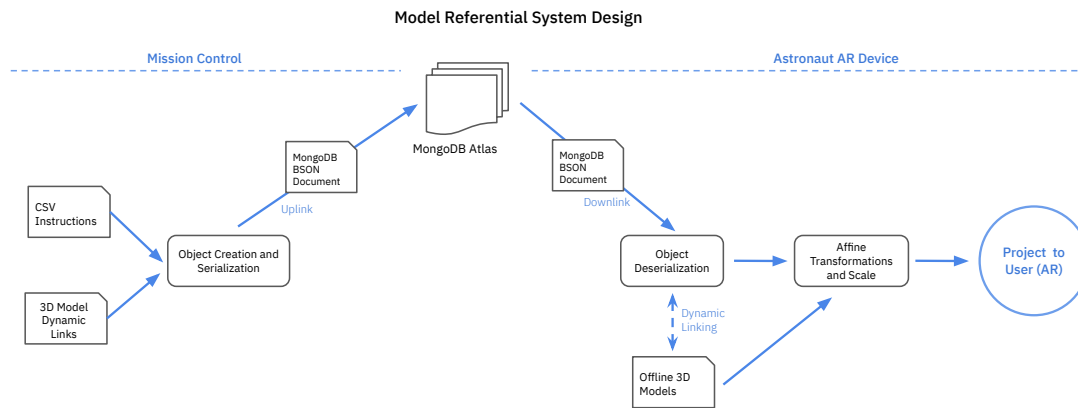 Model Referential System Design
Mission Control
Astronaut AR Device
MongoDB Atlas
MongoDB
BSON
Document
Uplink
MongoDB
BSON
Document
Downlink
CSV
Instructions
Object Creation and
Serialization
3D Model
Dynamic
Links
Object
Deserialization
Affine
Transformations
and Scale
Project to
User (AR)
Dynamic
Linking
Offline 3D
Models